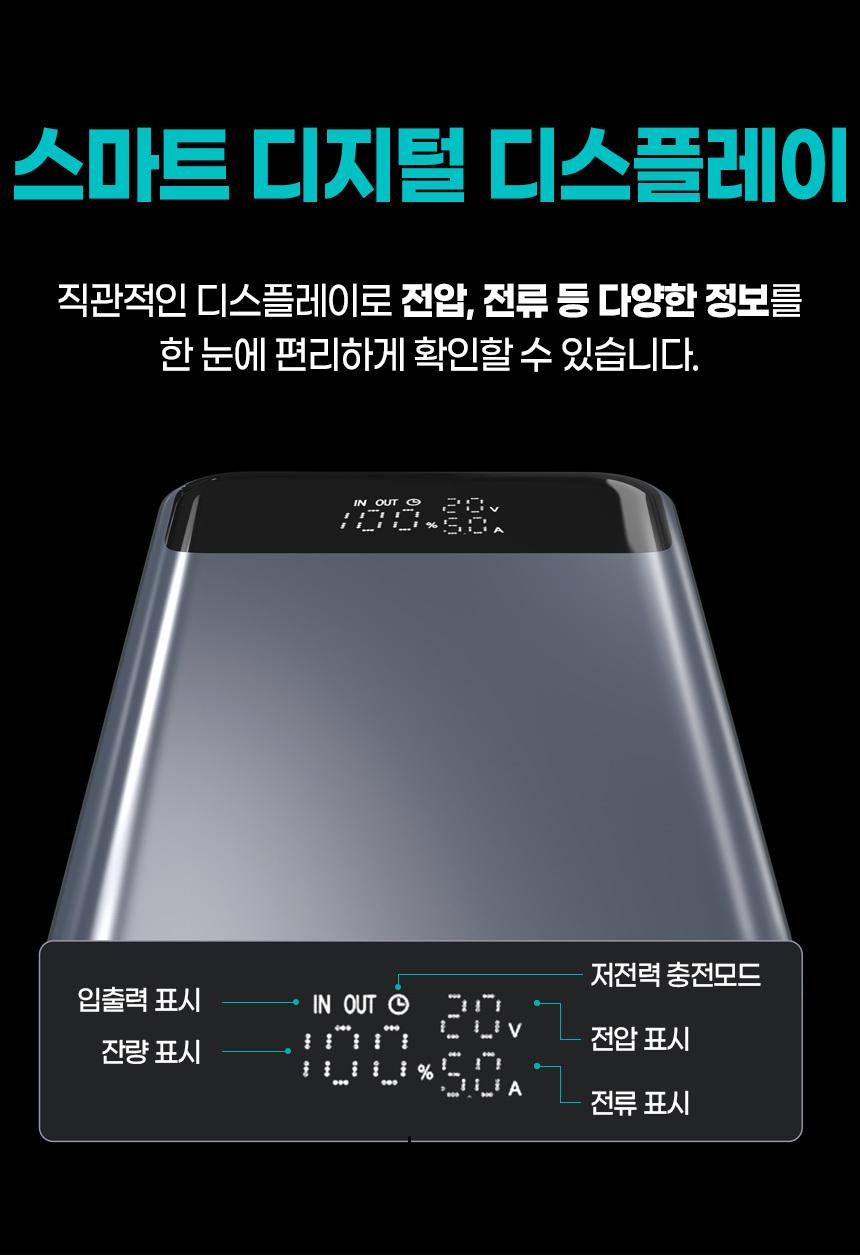 스마트 디지털 디스플레이
직관적인 디스플레이로 전압, 전류 등 다양한 정보를
한 눈에 편리하게 확인할 수 있습니다.
IN OUT 20 V
100 % 5.0 A
입출력 표시
잔량 표시
IN OUT 20 V
100 % 5.0 A
저전력 충전모드
전압 표시
전류 표시